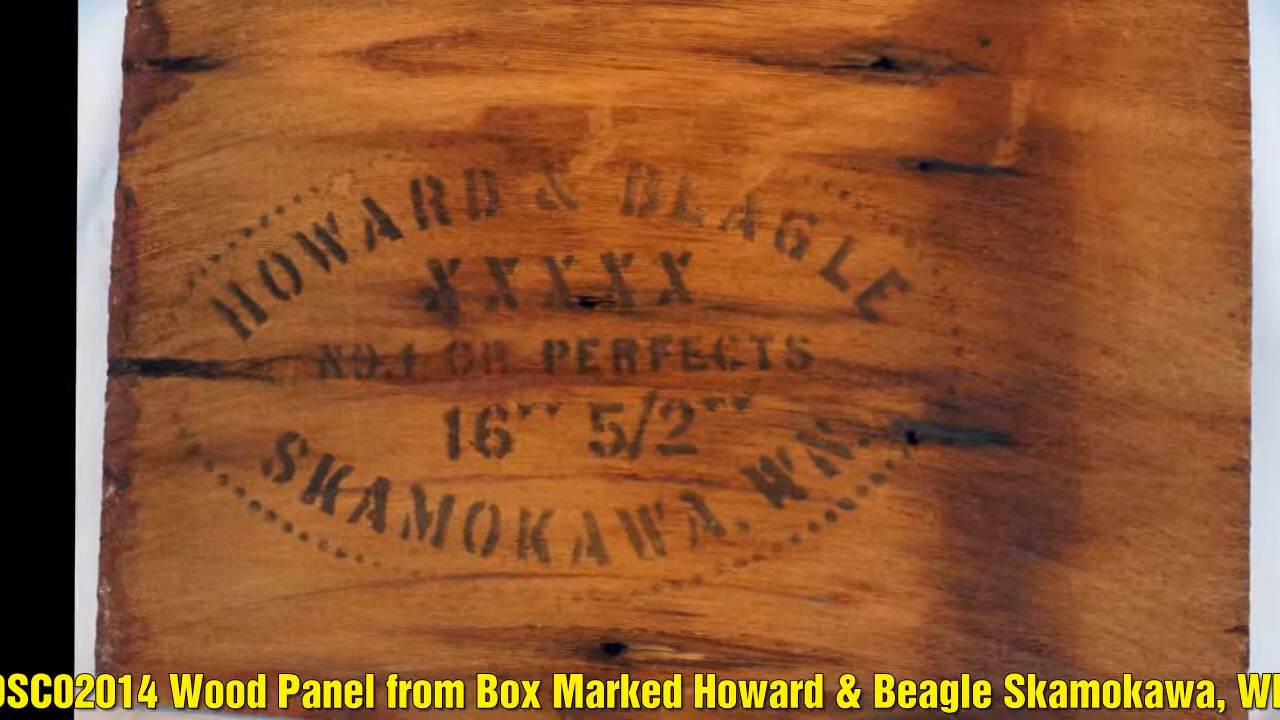 HOWARD & BEAGLE
XXXXX
NO.1 OR PERFECTS
16" 5/2"
SKAMOKAWA, WN.
DSC02014 Wood Panel from Box Marked Howard & Beagle Skamokawa,